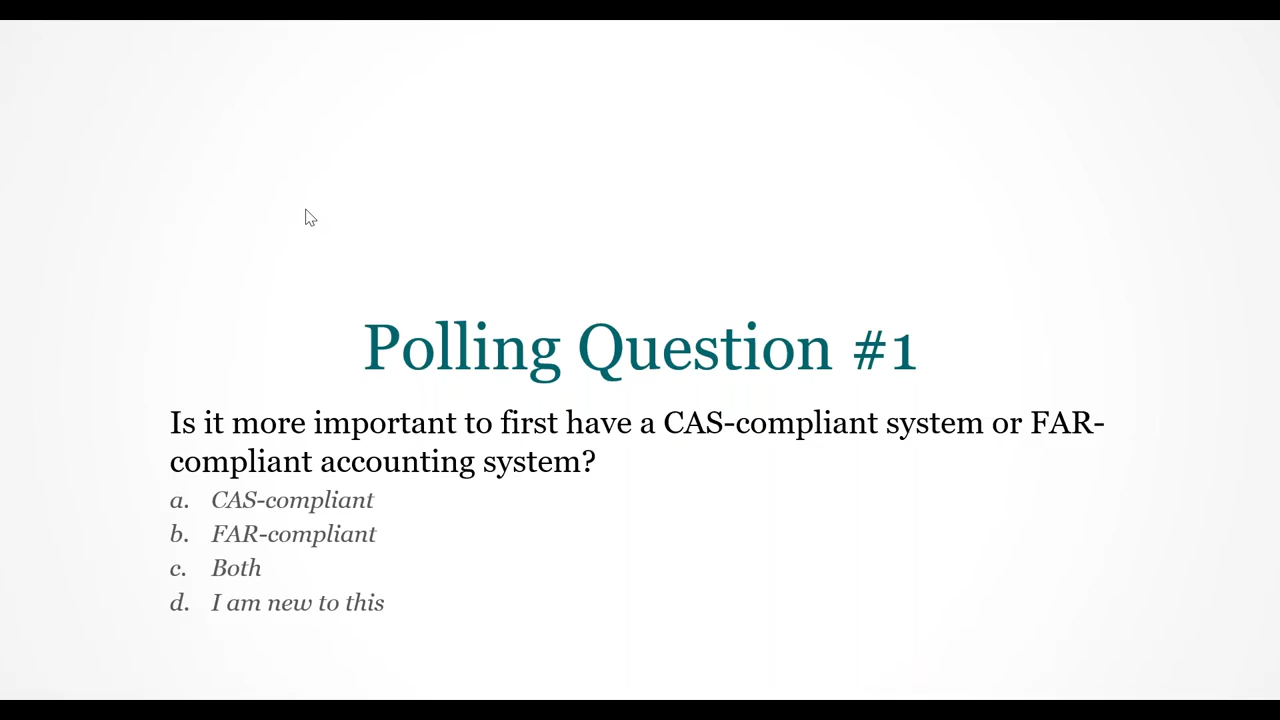 Polling Question #1
Is it more important to first have a CAS-compliant system or FAR-
compliant accounting system?
a. CAS-compliant
b. FAR-compliant
c. Both
d. I am new to this